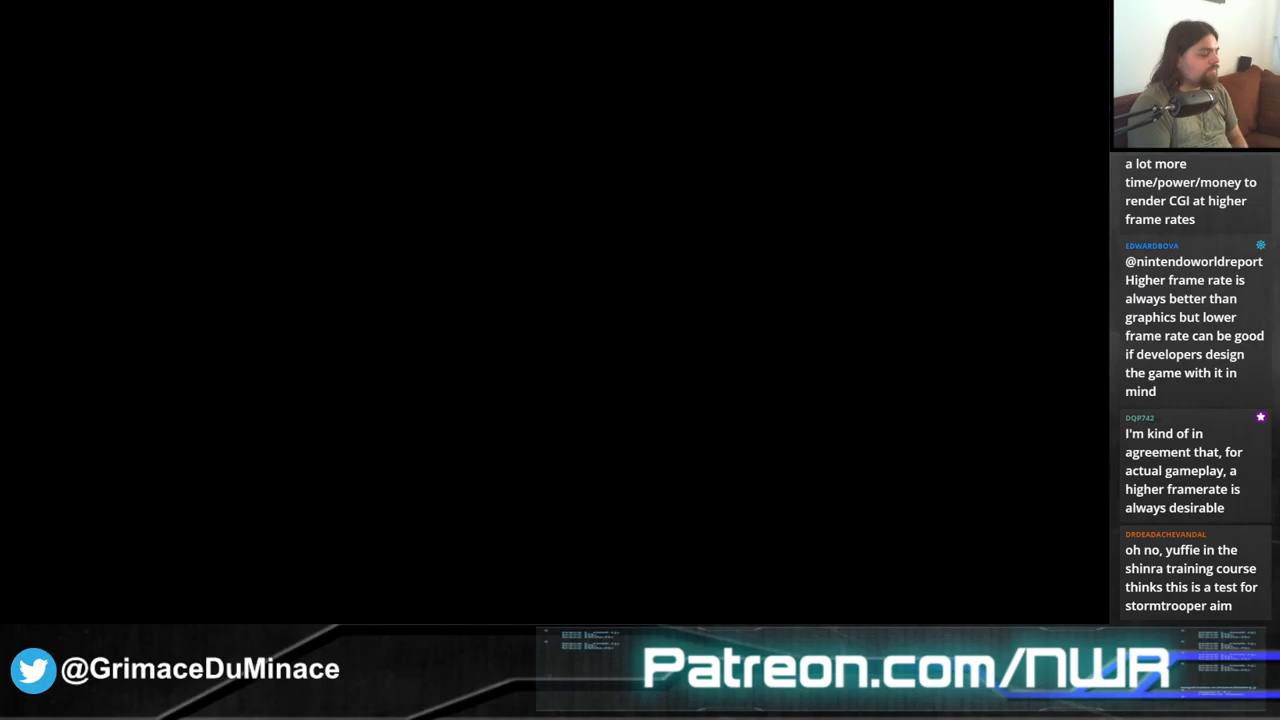 a lot more
time/power/money to
render CGI at higher
frame rates
EDWARDBOVA
@nintendoworldreport
Higher frame rate is
always better than
graphics but lower
frame rate can be good
if developers design
the game with it in
mind
DQP742
I'm kind of in
agreement that, for
actual gameplay, a
higher framerate is
always desirable
DRDEADACHEVANDAL
oh no, yuffie in the
shinra training course
thinks this is a test for
stormtrooper aim
@GrimaceDuMinace
Patreon.com/NWR